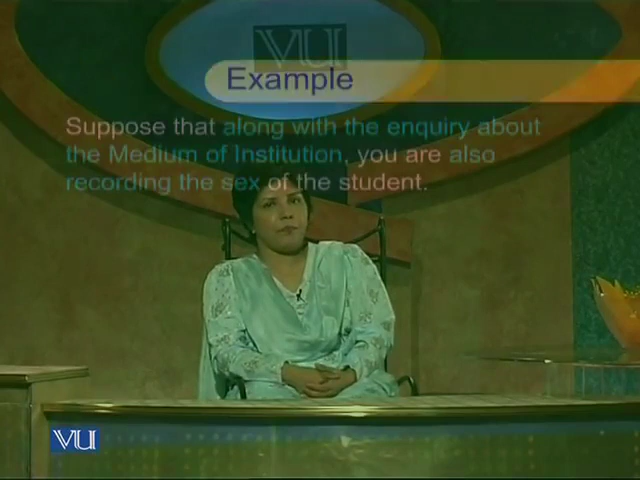 VU
Example
Suppose that along with the enquiry about
the Medium of Institution, you are also
recording the sex of the student.
VU